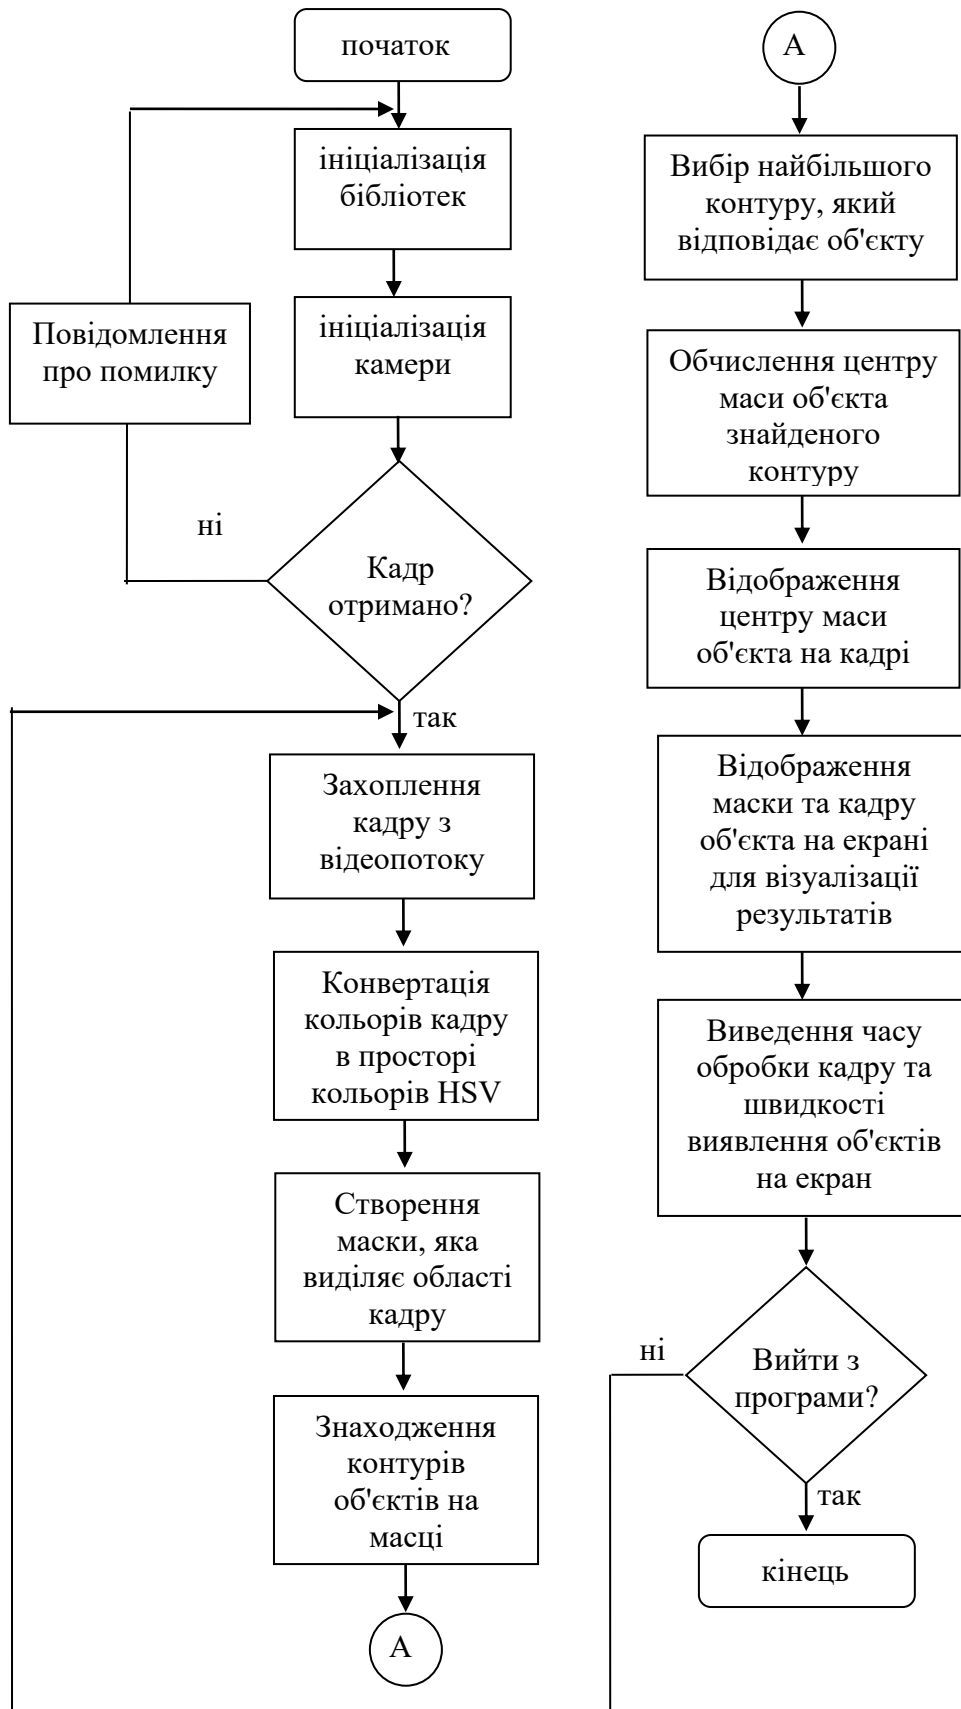 початок
ініціалізація
бібліотек
ініціалізація
камери
Повідомлення
про помилку
ні
Кадр
отримано?
так
Захоплення
кадру з
відеопотоку
Конвертація
кольорів кадру
в просторі
кольорів HSV
Створення
маски, яка
виділяє області
кадру
Знаходження
контурів
об'єктів на
масці
А
А
Вибір найбільшого
контуру, який
відповідає об'єкту
Обчислення центру
маси об'єкта
знайденого
контуру
Відображення
центру маси
об'єкта на кадрі
Відображення
маски та кадру
об'єкта на екрані
для візуалізації
результатів
Виведення часу
обробки кадру та
швидкості
виявлення об'єктів
на екран
ні
Вийти з
програми?
так
кінець